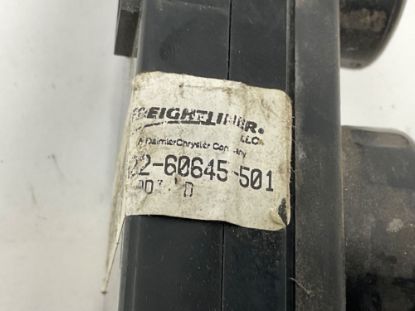 FREIGHTLINER.
LLC
A DaimlerChrysler Company
22-60645-501